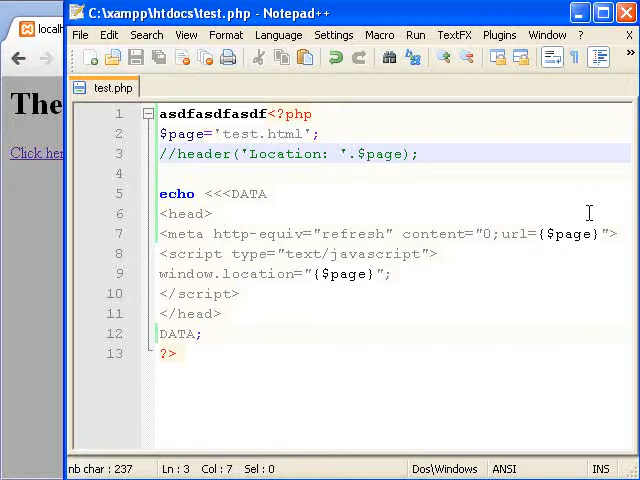 C:\xampp\htdocs\test.php - Notepad++
localh
File Edit Search View Format Language Settings Macro Run TextFX Plugins Window ? X
test.php
The
Click her
1 asdfasdfasdf<?php
2 $page='test.html';
3 //header('Location: '.$page);
4
5 echo <<<DATA
6 <head>
7 <meta http-equiv="refresh" content="0;url={$page}">
8 <script type="text/javascript">
9 window.location="{$page}";
10 </script>
11 </head>
12 DATA;
13 ?>
nb char : 237 Ln : 3 Col : 7 Sel : 0 Dos\Windows ANSI INS